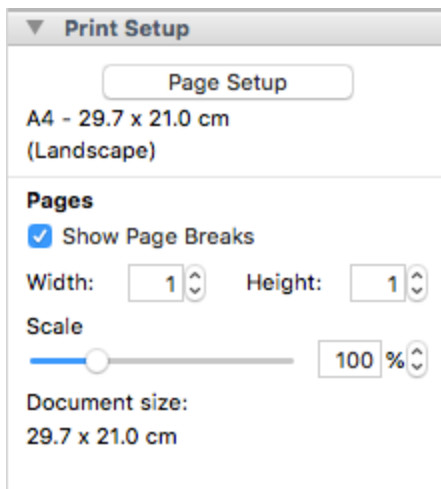 Print Setup
Page Setup
A4 - 29.7 x 21.0 cm
(Landscape)
Pages
Show Page Breaks
Width: 1 Height: 1
Scale
100 %
Document size:
29.7 x 21.0 cm